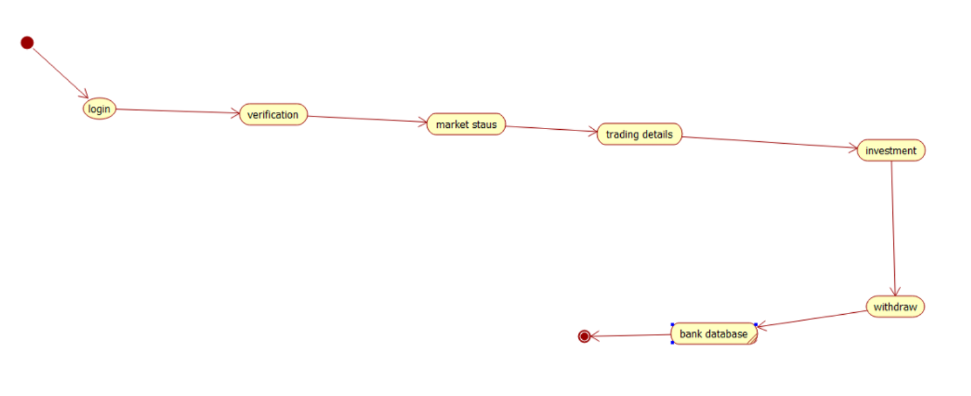 login
verification
market staus
trading details
investment
withdraw
bank database